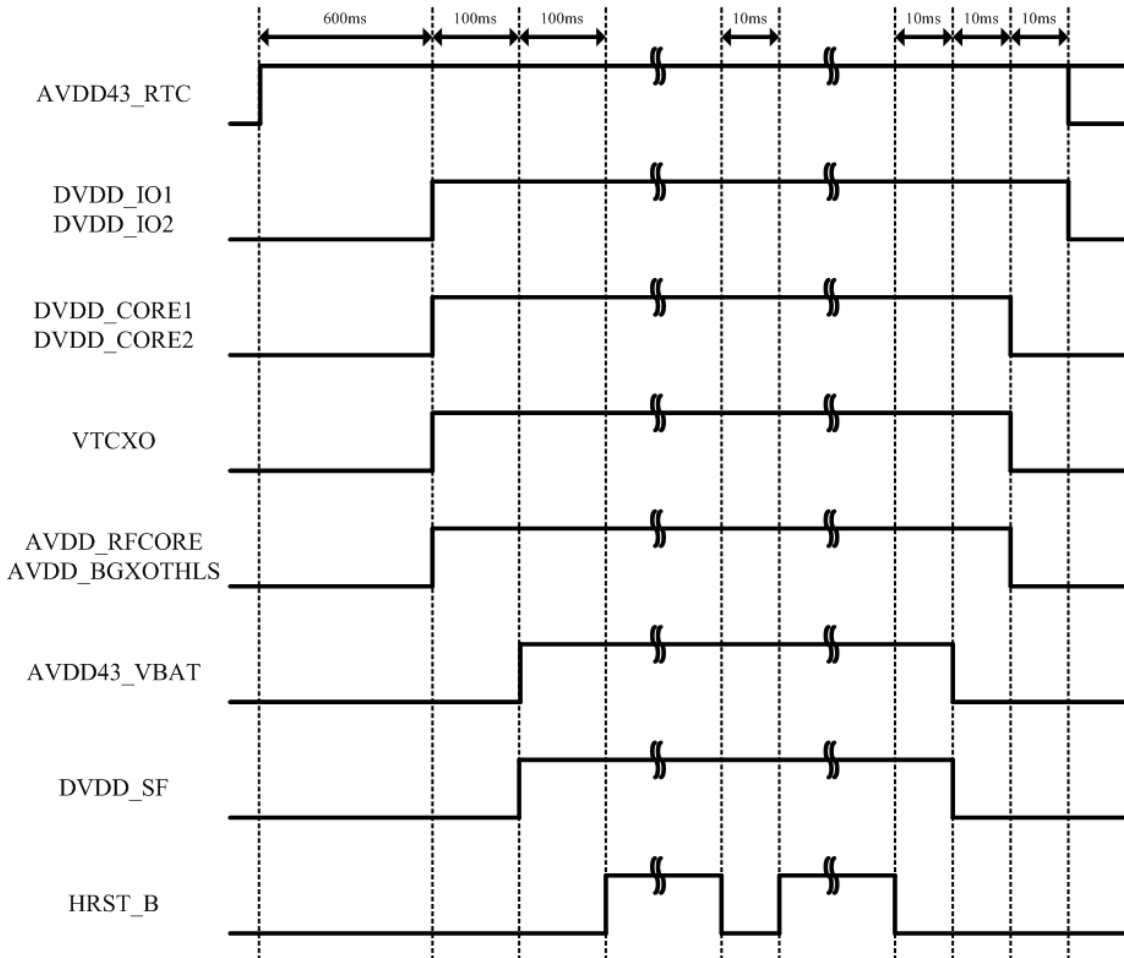 600ms
100ms
100ms
10ms
10ms
10ms
10ms
AVDD43_RTC
DVDD_IO1
DVDD_IO2
DVDD_CORE1
DVDD_CORE2
VTCXO
AVDD_RFCORE
AVDD_BGXOTHLS
AVDD43_VBAT
DVDD_SF
HRST_B